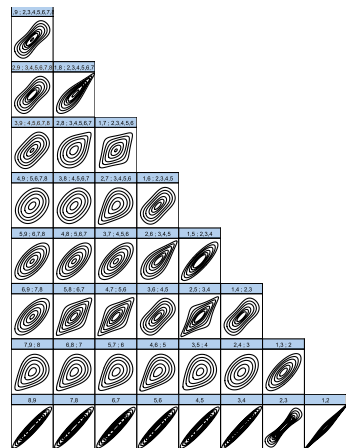 ,9 ; 2,3,4,5,6,7,8
2,9 ; 3,4,5,6,7,8 1,8 ; 2,3,4,5,6,7
3,9 ; 4,5,6,7,8 2,8 ; 3,4,5,6,7 1,7 ; 2,3,4,5,6
4,9 ; 5,6,7,8 3,8 ; 4,5,6,7 2,7 ; 3,4,5,6 1,6 ; 2,3,4,5
5,9 ; 6,7,8 4,8 ; 5,6,7 3,7 ; 4,5,6 2,6 ; 3,4,5 1,5 ; 2,3,4
6,9 ; 7,8 5,8 ; 6,7 4,7 ; 5,6 3,6 ; 4,5 2,5 ; 3,4 1,4 ; 2,3
7,9 ; 8 6,8 ; 7 5,7 ; 6 4,6 ; 5 3,5 ; 4 2,4 ; 3 1,3 ; 2
8,9 7,8 6,7 5,6 4,5 3,4 2,3 1,2